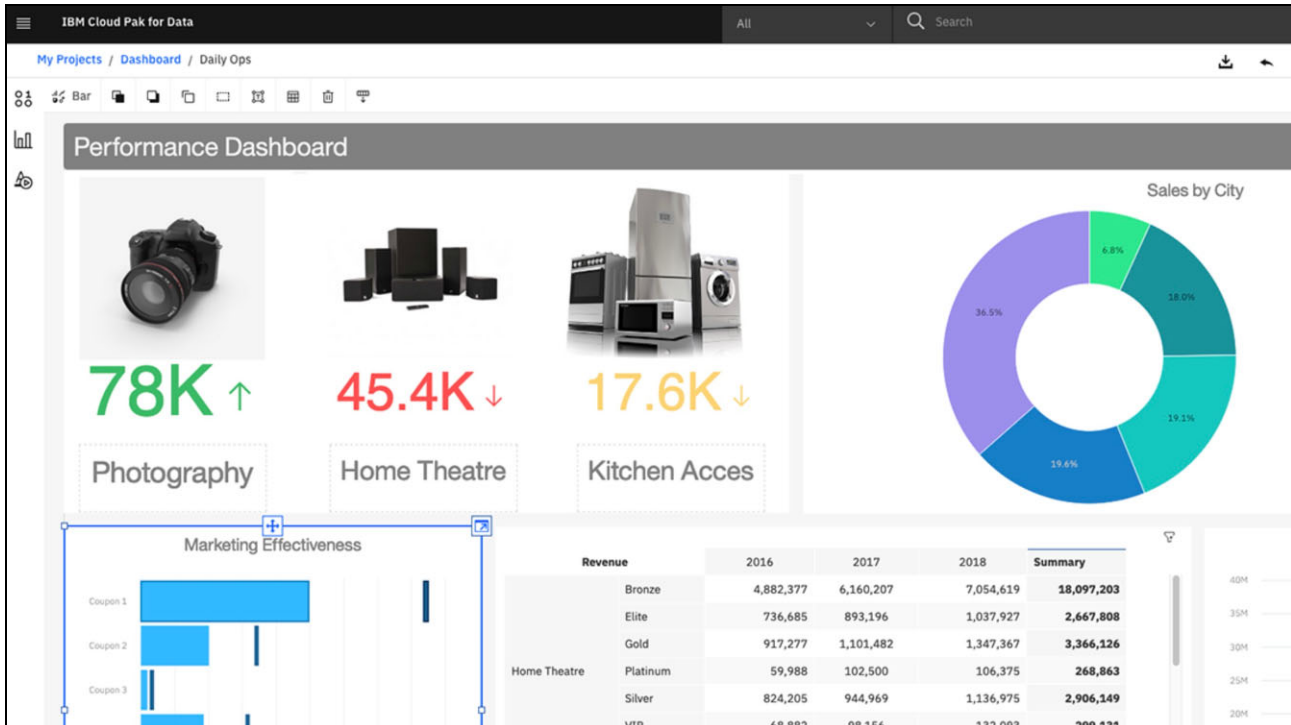 IBM Cloud Pak for Data
All
Search
My Projects / Dashboard / Daily Ops
Bar
Performance Dashboard
Sales by City
6.8%
18.0%
36.5%
19.1%
19.6%
78K ↑
45.4K ↓
17.6K ↓
Photography
Home Theatre
Kitchen Acces
Marketing Effectiveness
Coupon 1
Coupon 2
Coupon 3
Revenue 2016 2017 2018 Summary
Bronze 4,882,377 6,160,207 7,054,619 18,097,203
Elite 736,685 893,196 1,037,927 2,667,808
Gold 917,277 1,101,482 1,347,367 3,366,126
Home Theatre Platinum 59,988 102,500 106,375 268,863
Silver 824,205 944,969 1,136,975 2,906,149
40M
35M
30M
25M
20M